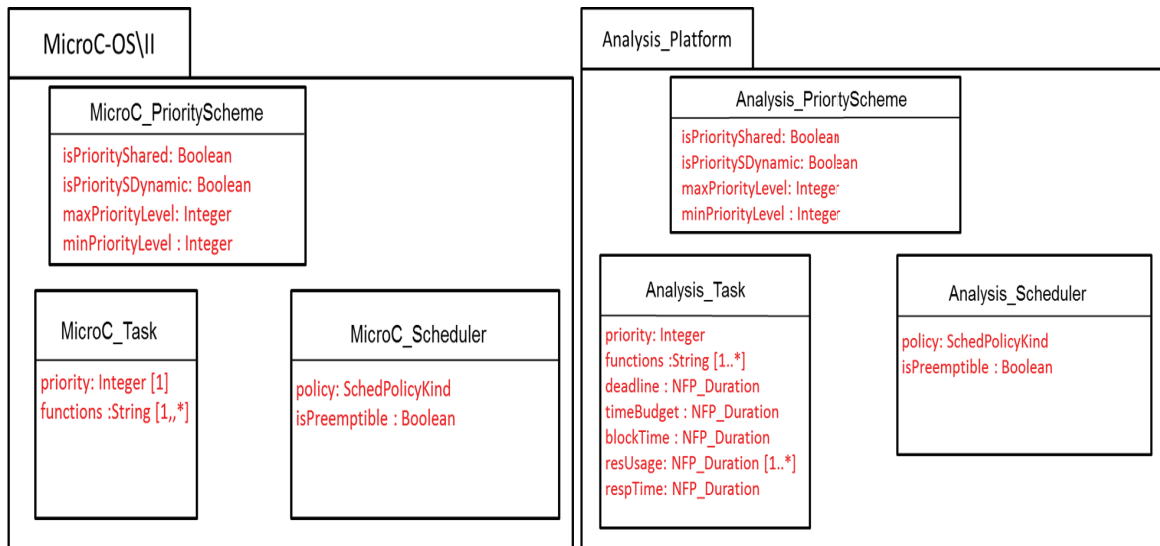 MicroC-OS\II
MicroC_PriorityScheme
isPriorityShared: Boolean
isPrioritySDynamic: Boolean
maxPriorityLevel: Integer
minPriorityLevel : Integer
MicroC_Task
priority: Integer [1]
functions :String [1,,*]
MicroC_Scheduler
policy: SchedPolicyKind
isPreemptible : Boolean
Analysis_Platform
Analysis_PriortyScheme
isPriorityShared: Boolean
isPrioritySDynamic: Boolean
maxPriorityLevel: Integer
minPriorityLevel : Integer
Analysis_Task
priority: Integer
functions :String [1..*]
deadline : NFP_Duration
timeBudget : NFP_Duration
blockTime : NFP_Duration
resUsage: NFP_Duration [1..*]
respTime: NFP_Duration
Analysis_Scheduler
policy: SchedPolicyKind
isPreemptible : Boolean